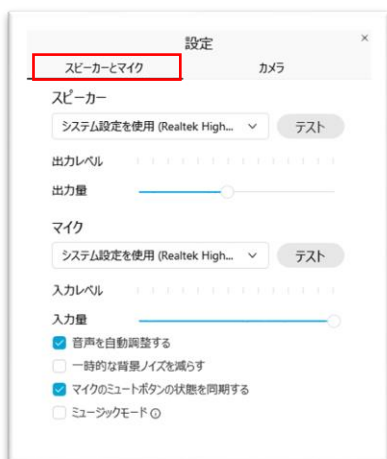 設定
×
スピーカーとマイク カメラ
スピーカー
システム設定を使用 (Realtek High... テスト
出力レベル
出力量
マイク
システム設定を使用 (Realtek High... テスト
入力レベル
入力量
音声を自動調整する
一時的な背景ノイズを減らす
マイクのミュートボタンの状態を同期する
ミュージックモード